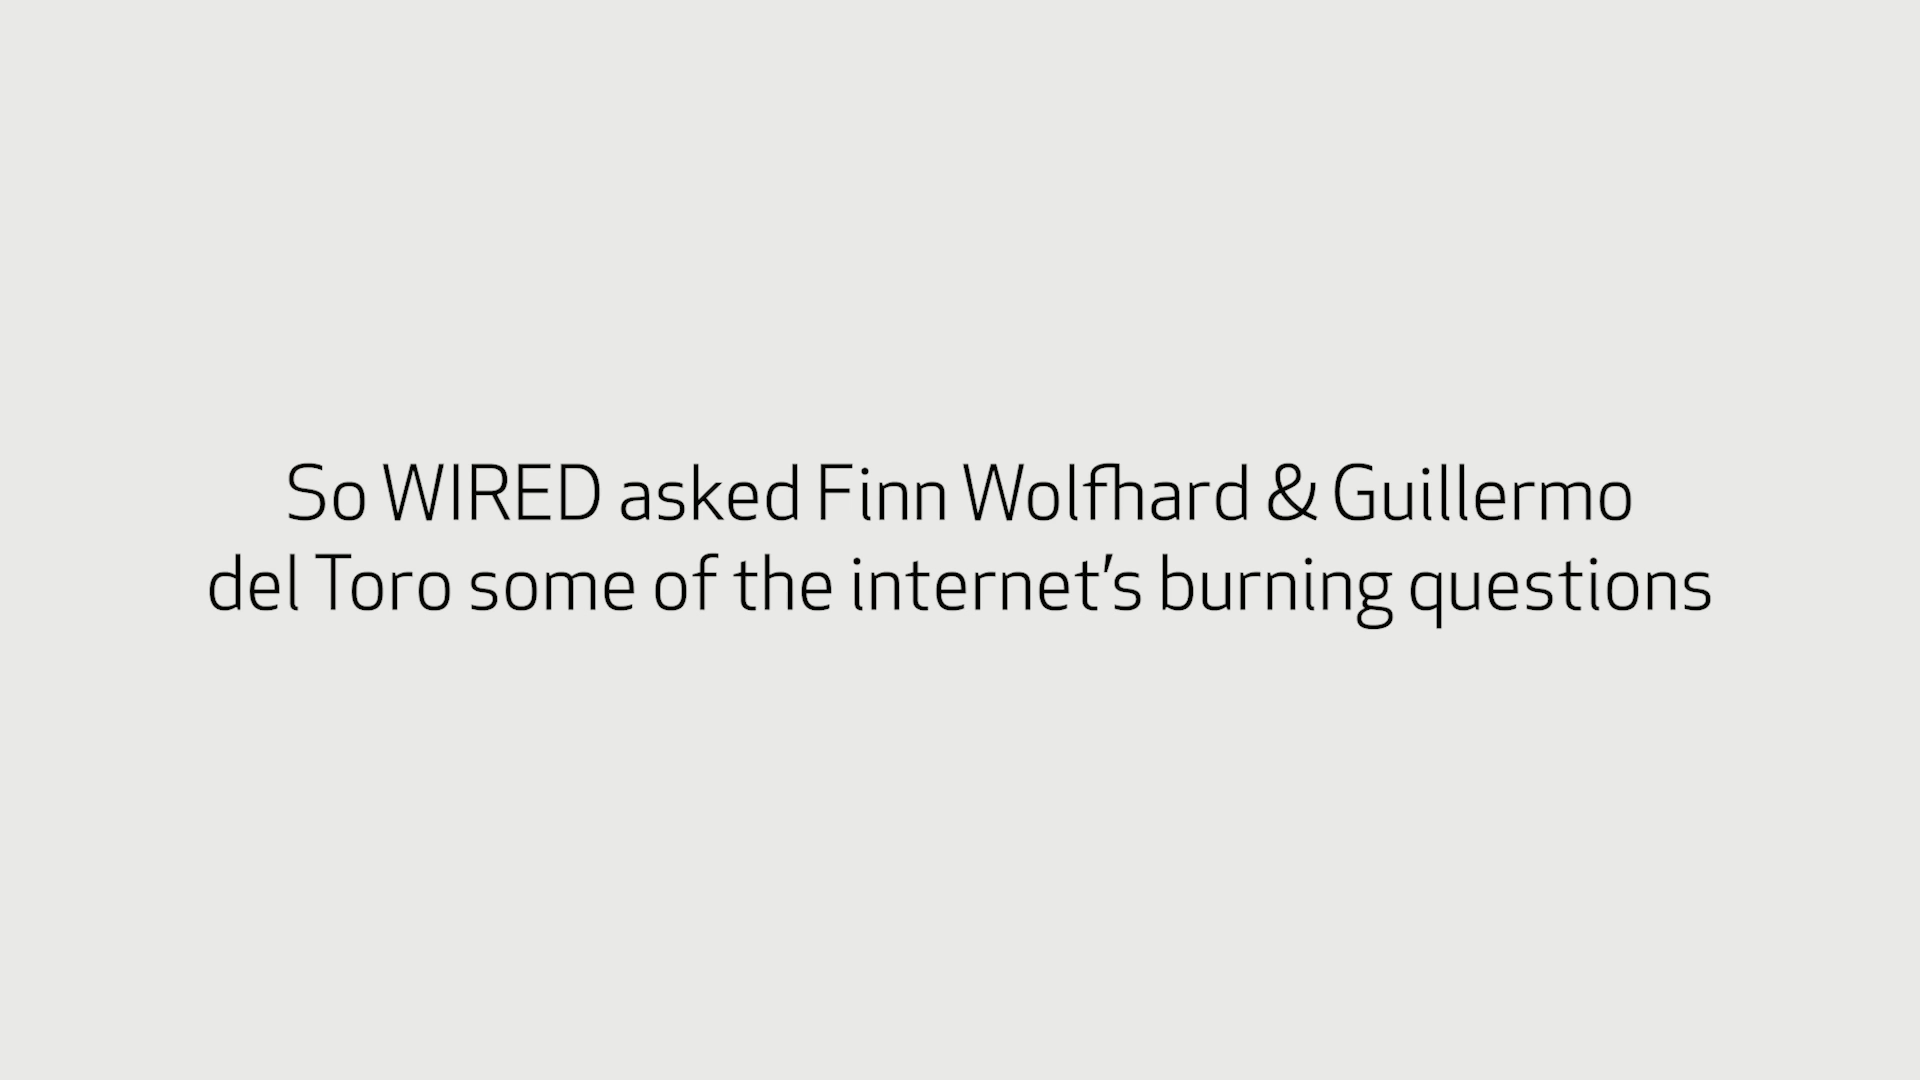 So WIRED asked Finn Wolfhard & Guillermo
del Toro some of the internet’s burning questions